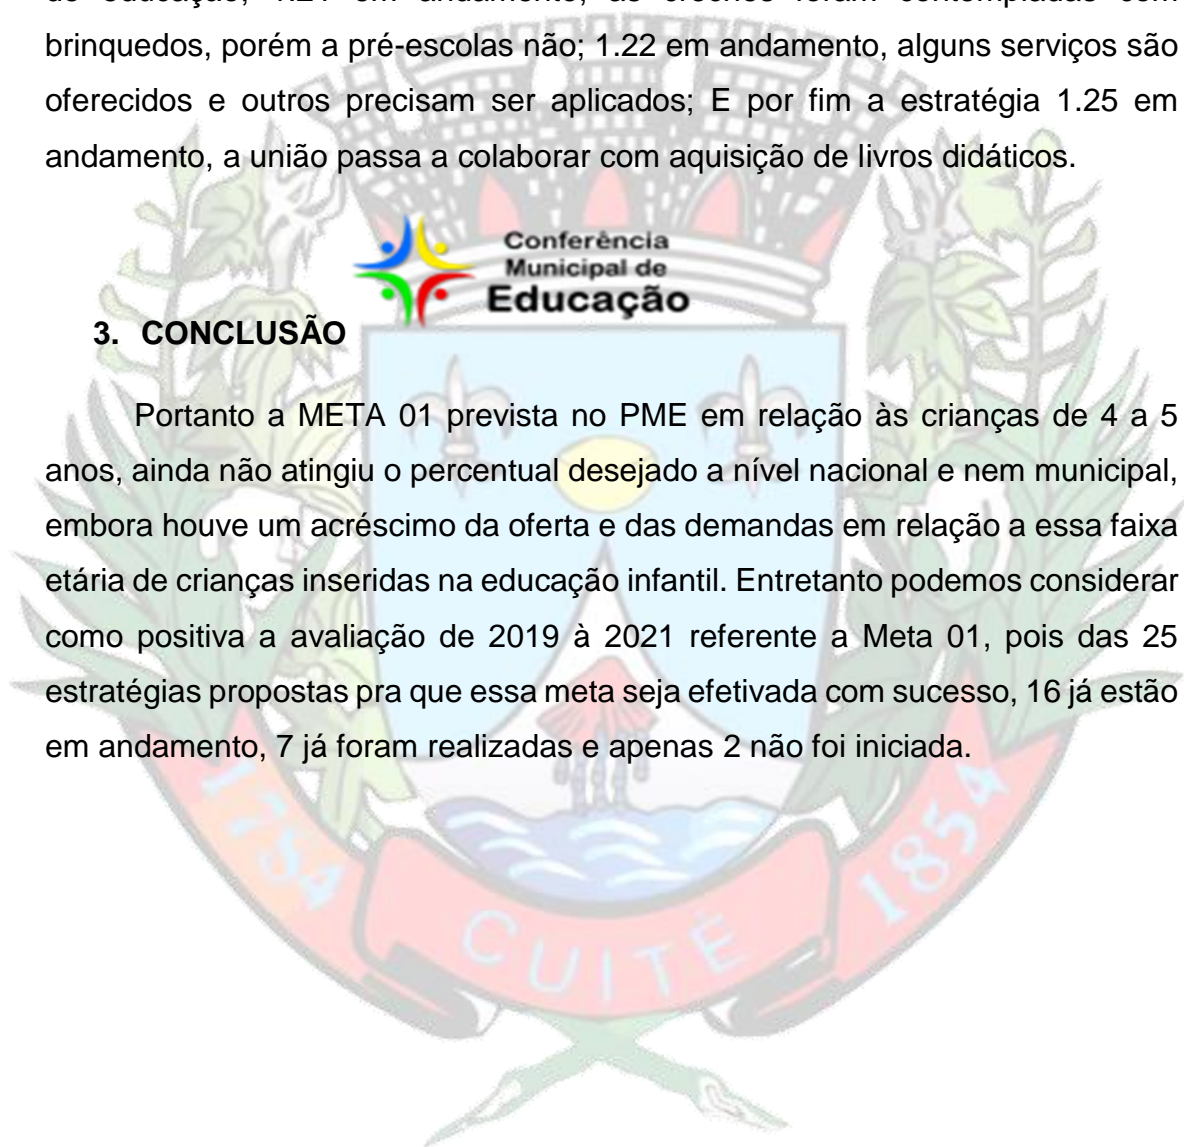 brinquedos, porém a pré-escolas não; 1.22 em andamento, alguns serviços são
oferecidos e outros precisam ser aplicados; E por fim a estratégia 1.25 em
andamento, a união passa a colaborar com aquisição de livros didáticos.
Conferência
Municipal de
Educação
3. CONCLUSÃO
Portanto a META 01 prevista no PME em relação às crianças de 4 a 5
anos, ainda não atingiu o percentual desejado a nível nacional e nem municipal,
embora houve um acréscimo da oferta e das demandas em relação a essa faixa
etária de crianças inseridas na educação infantil. Entretanto podemos considerar
como positiva a avaliação de 2019 à 2021 referente a Meta 01, pois das 25
estratégias propostas pra que essa meta seja efetivada com sucesso, 16 já estão
em andamento, 7 já foram realizadas e apenas 2 não foi iniciada.
1754
CUITÉ
1854